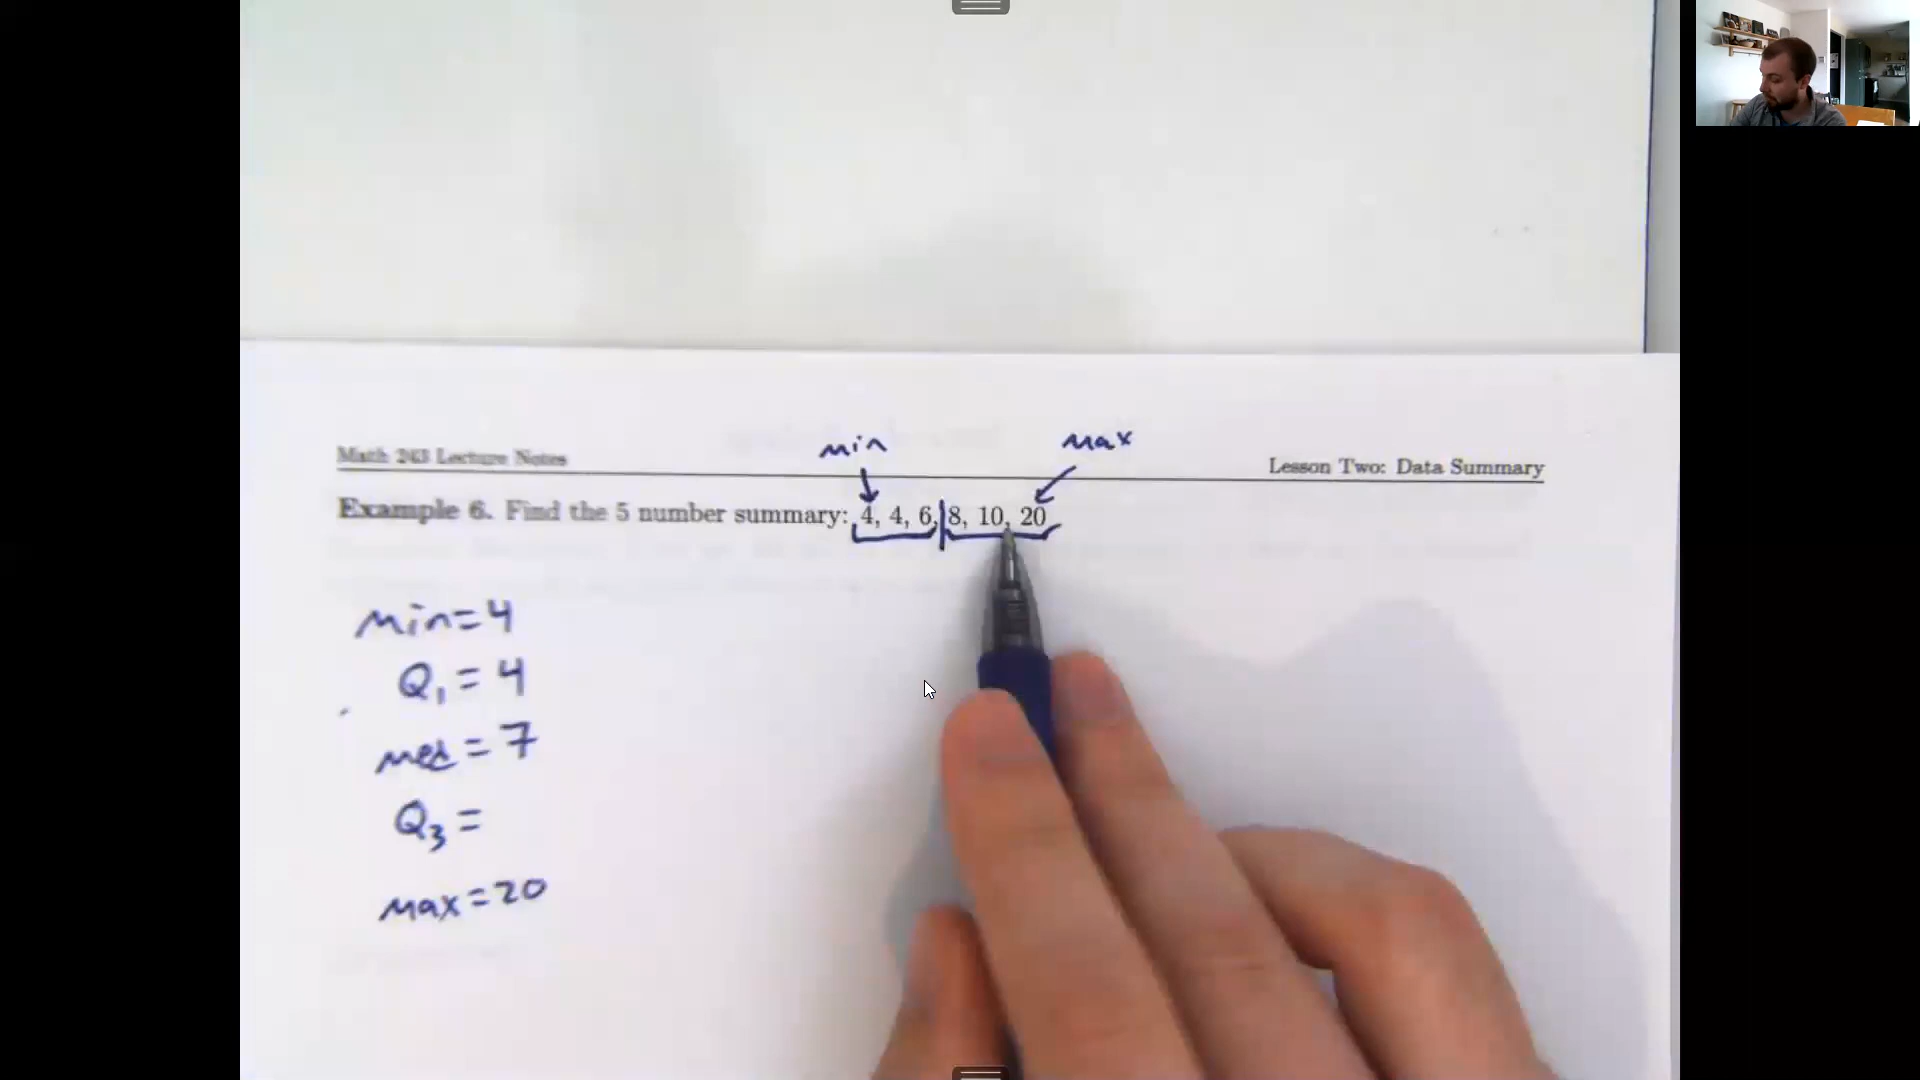 min
max
Math 243 Lecture Notes
Lesson Two: Data Summary
Example 6. Find the 5 number summary: 4, 4, 6, 8, 10, 20
min = 4
Q₁ = 4
med = 7
Q₃ =
max = 20